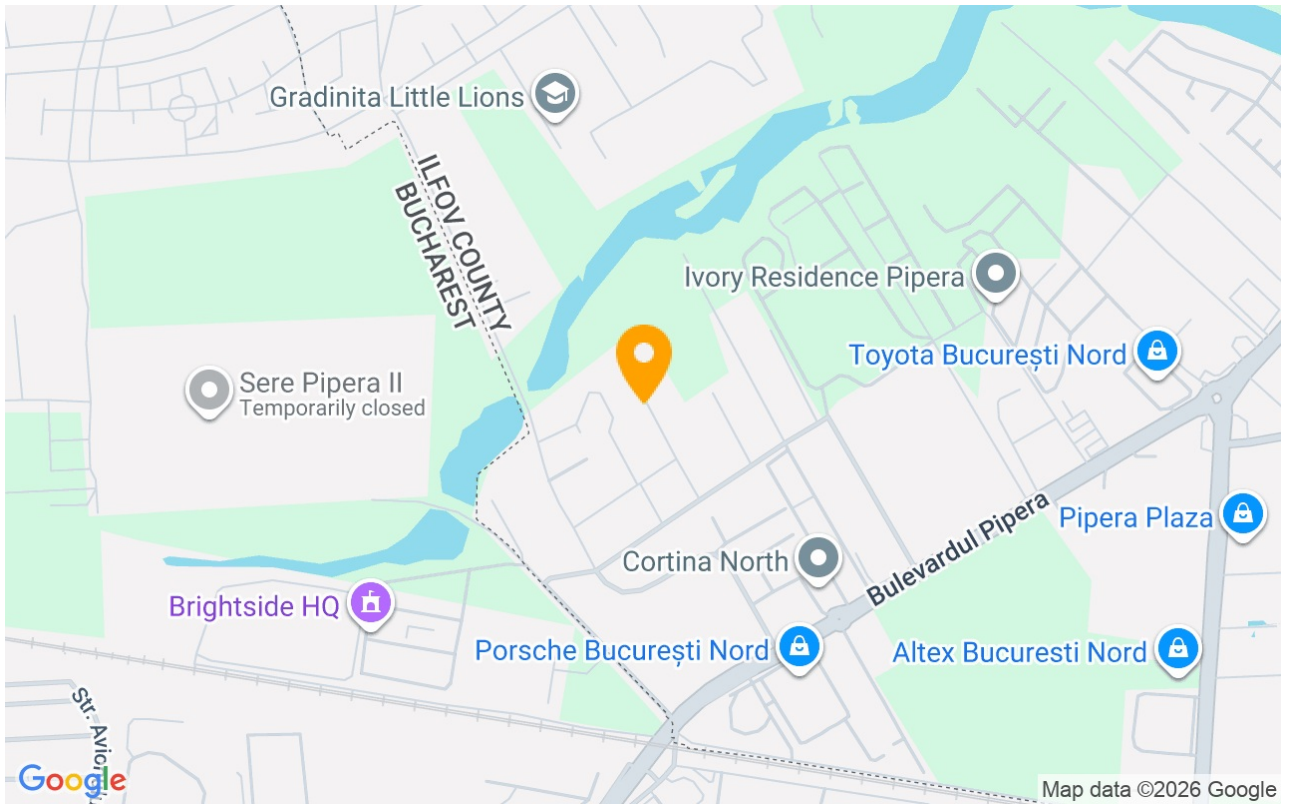 Gradinita Little Lions
ILFOV COUNTY
BUCHAREST
Ivory Residence Pipera
Toyota București Nord
Sere Pipera II
Temporarily closed
Pipera Plaza
Bulevardul Pipera
Cortina North
Brightside HQ
Porsche București Nord
Altex Bucuresti Nord
Str.
Google
Map data ©2026 Google